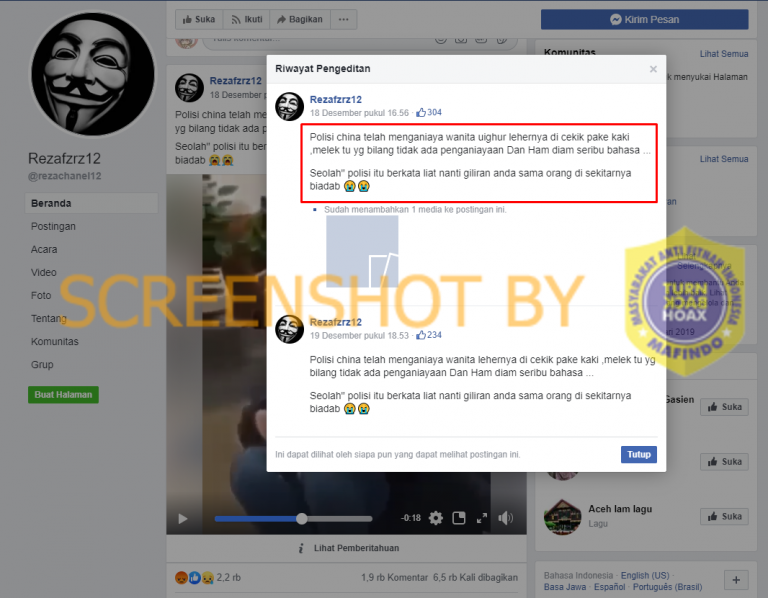 Suka
Ikuti
Bagikan
Kirim Pesan
Komunitas
Lihat Semua
k menyukai Halaman
Lihat Semua
Rezafzrz12
@rezachanel12
Beranda
Postingan
Acara
Video
Foto
Tentang
Komunitas
Grup
Buat Halaman
Rezafzrz12
18 Desember p
Polisi china telah me
yg bilang tidak ada pe
Seolah" polisi itu be
biadab 😭😭
Riwayat Pengeditan
×
Rezafzrz12
18 Desember pukul 16.56 · 304
Polisi china telah menganiaya wanita uighur lehernya di cekik pake kaki
,melek tu yg bilang tidak ada penganiayaan Dan Ham diam seribu bahasa ...
Seolah" polisi itu berkata liat nanti giliran anda sama orang di sekitarnya
biadab 😭😭
Sudah menambahkan 1 media ke postingan ini.
Rezafzrz12
19 Desember pukul 18.53 · 234
Polisi china telah menganiaya wanita lehernya di cekik pake kaki ,melek tu yg
bilang tidak ada penganiayaan Dan Ham diam seribu bahasa ...
Seolah" polisi itu berkata liat nanti giliran anda sama orang di sekitarnya
biadab 😭😭
Ini dapat dilihat oleh siapa pun yang dapat melihat postingan ini.
Tutup
SCREENSHOT BY
MASYARAKAT ANTI FITNAH INDONESIA
TURN
HOAX
MAFINDO
-0:18
Lihat Pemberitahuan
2,2 rb
1,9 rb Komentar 6,5 rb Kali dibagikan
Gasien
Suka
Suka
Aceh lam lagu
Lagu
Suka
Bahasa Indonesia · English (US) ·
Basa Jawa · Español · Português (Brasil)